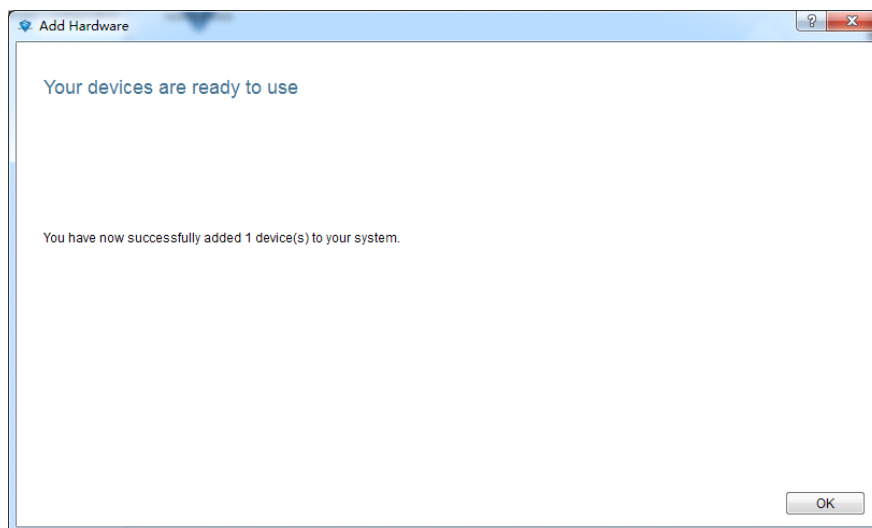 Add Hardware
Your devices are ready to use
You have now successfully added 1 device(s) to your system.
OK